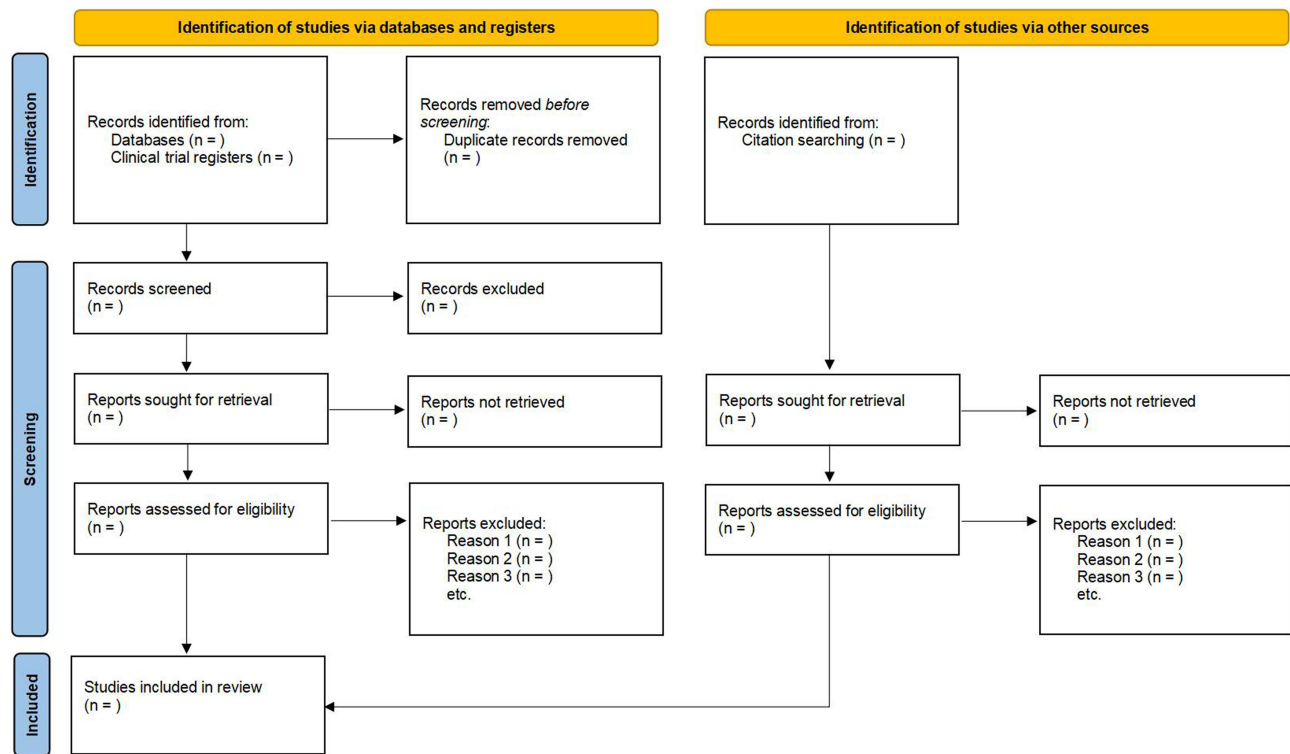 Identification of studies via databases and registers
Identification of studies via other sources
Identification
Records identified from:
Databases (n = )
Clinical trial registers (n = )
Records removed before
screening:
Duplicate records removed
(n = )
Records identified from:
Citation searching (n = )
Screening
Records screened
(n = )
Records excluded
(n = )
Reports sought for retrieval
(n = )
Reports not retrieved
(n = )
Reports sought for retrieval
(n = )
Reports not retrieved
(n = )
Reports assessed for eligibility
(n = )
Reports excluded:
Reason 1 (n = )
Reason 2 (n = )
Reason 3 (n = )
etc.
Reports assessed for eligibility
(n = )
Reports excluded:
Reason 1 (n = )
Reason 2 (n = )
Reason 3 (n = )
etc.
Included
Studies included in review
(n = )